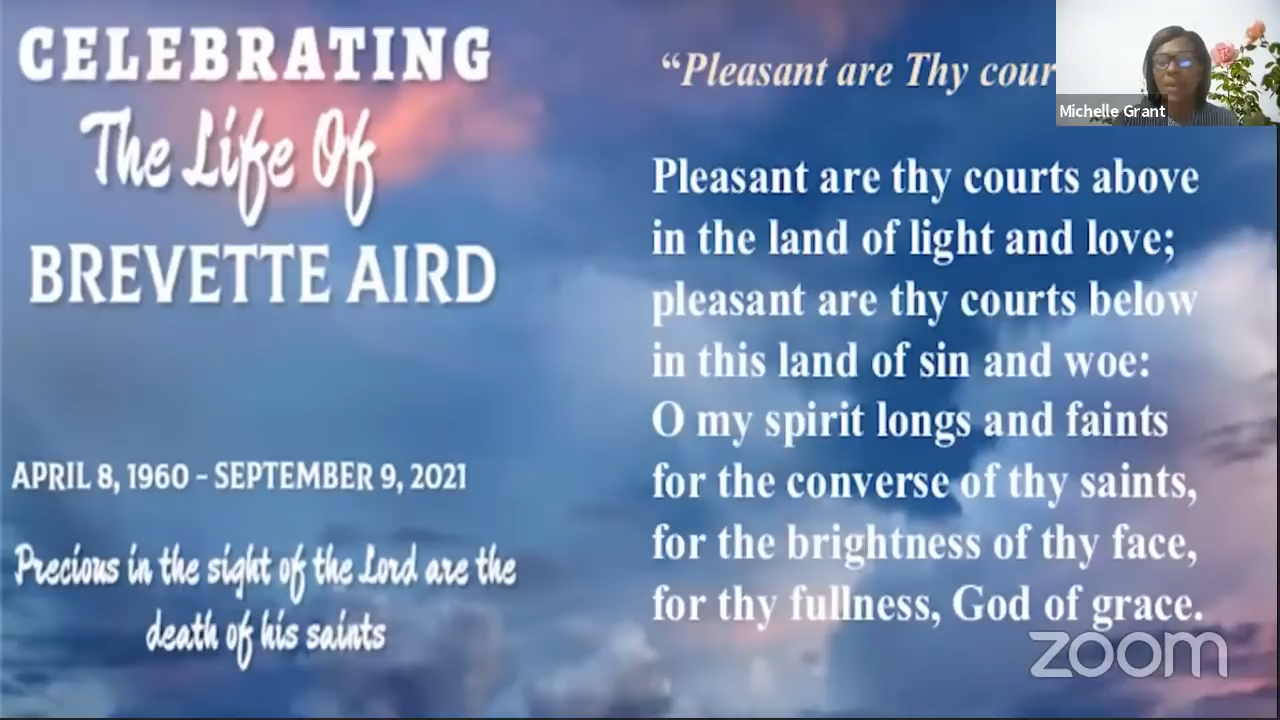 CELEBRATING
The Life Of
BREVETTE AIRD
APRIL 8, 1960 - SEPTEMBER 9, 2021
Precious in the sight of the Lord are the
death of his saints
“Pleasant are Thy cour
Pleasant are thy courts above
in the land of light and love;
pleasant are thy courts below
in this land of sin and woe:
O my spirit longs and faints
for the converse of thy saints,
for the brightness of thy face,
for thy fullness, God of grace.
Michelle Grant
zoom